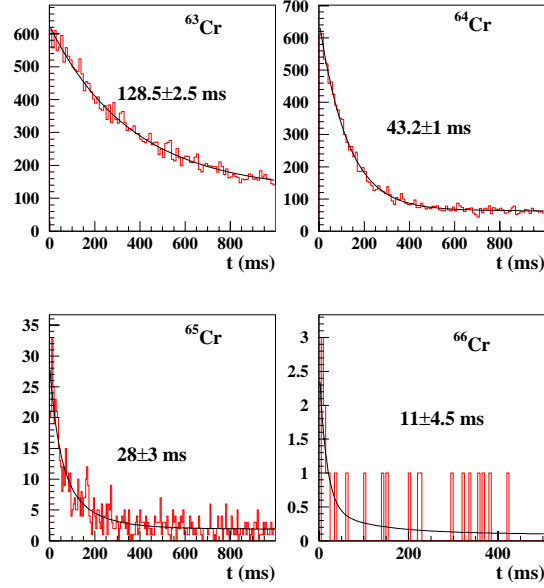 ⁶³Cr
600
500
400
300
200
100
0
128.5±2.5 ms
0 200 400 600 800
t (ms)
⁶⁴Cr
700
600
500
400
300
200
100
0
43.2±1 ms
0 200 400 600 800
t (ms)
⁶⁵Cr
35
30
25
20
15
10
5
0
28±3 ms
0 200 400 600 800
t (ms)
⁶⁶Cr
3
2.5
2
1.5
1
0.5
0
11±4.5 ms
0 200 400
t (ms)